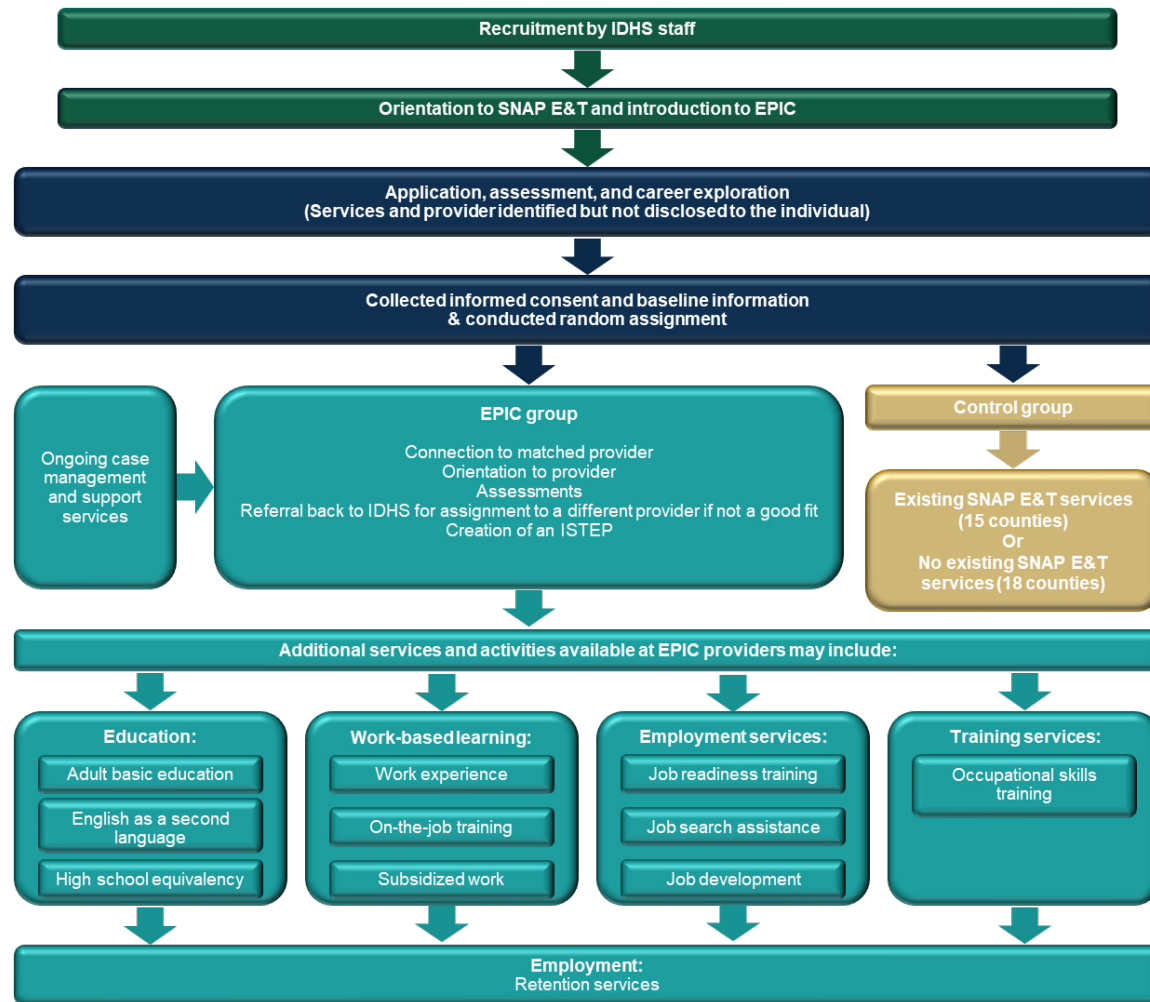 Recruitment by IDHS staff
Orientation to SNAP E&T and introduction to EPIC
Application, assessment, and career exploration
(Services and provider identified but not disclosed to the individual)
Collected informed consent and baseline information
& conducted random assignment
Ongoing case
management
and support
services
EPIC group
Connection to matched provider
Orientation to provider
Assessments
Referral back to IDHS for assignment to a different provider if not a good fit
Creation of an ISTEP
Control group
Existing SNAP E&T services
(15 counties)
Or
No existing SNAP E&T
services (18 counties)
Additional services and activities available at EPIC providers may include:
Education:
Adult basic education
English as a second
language
High school equivalency
Work-based learning:
Work experience
On-the-job training
Subsidized work
Employment services:
Job readiness training
Job search assistance
Job development
Training services:
Occupational skills
training
Employment:
Retention services